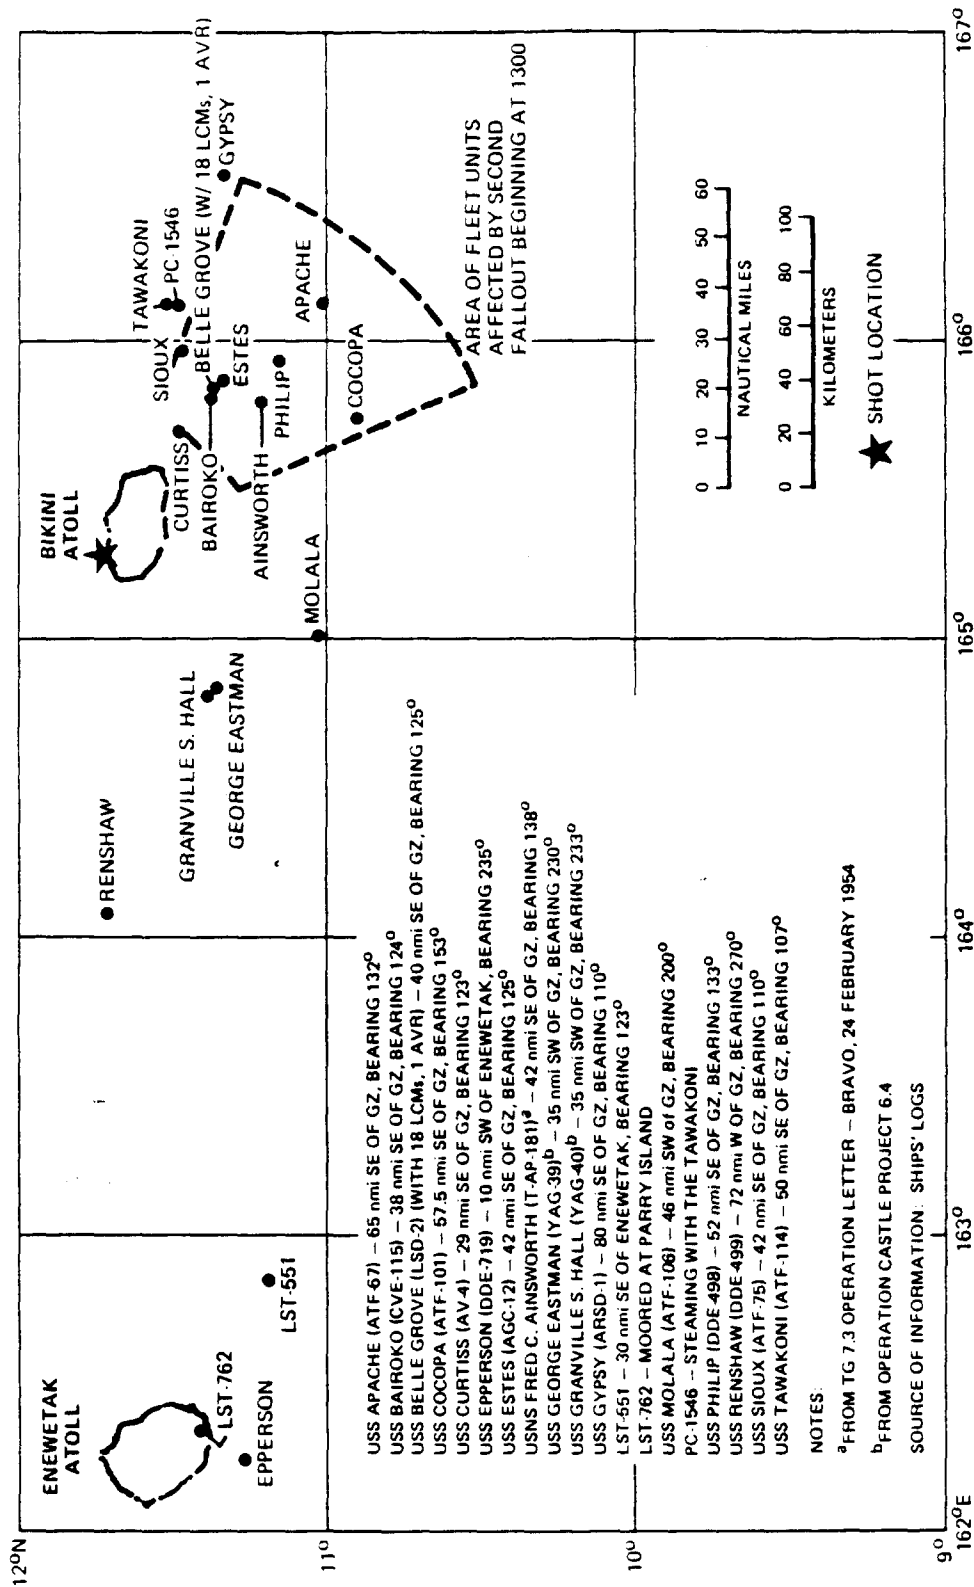 12°N
11°
10°
9°
162°E
163°
164°
165°
166°
167°
ENEWETAK
ATOLL
LST-762
EPPERSON
LST-551
RENSHAW
GRANVILLE S. HALL
GEORGE EASTMAN
MOLALA
BIKINI
ATOLL
CURTISS
BAIROKO
AINSWORTH
SIOUX
TAWAKONI
PC-1546
BELLE GROVE (W/ 18 LCMs, 1 AVR)
GYPSY
ESTES
PHILIP
APACHE
COCOPA
AREA OF FLEET UNITS
AFFECTED BY SECOND
FALLOUT BEGINNING AT 1300
0 10 20 30 40 50 60
NAUTICAL MILES
0 20 40 60 80 100
KILOMETERS
SHOT LOCATION
USS APACHE (ATF-67) – 65 nmi SE OF GZ, BEARING 132°
USS BAIROKO (CVE-115) – 38 nmi SE OF GZ, BEARING 124°
USS BELLE GROVE (LSD-2) (WITH 18 LCMs, 1 AVR) – 40 nmi SE OF GZ, BEARING 125°
USS COCOPA (ATF-101) – 57.5 nmi SE OF GZ, BEARING 153°
USS CURTISS (AV-4) – 29 nmi SE OF GZ, BEARING 123°
USS EPPERSON (DDE-719) – 10 nmi SW OF ENEWETAK, BEARING 235°
USS ESTES (AGC-12) – 42 nmi SE OF GZ, BEARING 125°
USNS FRED C. AINSWORTH (T-AP-181)ᵃ – 42 nmi SE OF GZ, BEARING 138°
USS GEORGE EASTMAN (YAG-39)ᵇ – 35 nmi SW OF GZ, BEARING 230°
USS GRANVILLE S. HALL (YAG-40)ᵇ – 35 nmi SW OF GZ, BEARING 233°
USS GYPSY (ARSD-1) – 80 nmi SE OF GZ, BEARING 110°
LST-551 – 30 nmi SE OF ENEWETAK, BEARING 123°
LST-762 – MOORED AT PARRY ISLAND
USS MOLALA (ATF-106) – 46 nmi SW of GZ, BEARING 200°
PC-1546 – STEAMING WITH THE TAWAKONI
USS PHILIP (DDE-498) – 52 nmi SE OF GZ, BEARING 133°
USS RENSHAW (DDE-499) – 72 nmi W OF GZ, BEARING 270°
USS SIOUX (ATF-75) – 42 nmi SE OF GZ, BEARING 110°
USS TAWAKONI (ATF-114) – 50 nmi SE OF GZ, BEARING 107°
NOTES:
ᵃFROM TG 7.3 OPERATION LETTER – BRAVO, 24 FEBRUARY 1954
ᵇFROM OPERATION CASTLE PROJECT 6.4
SOURCE OF INFORMATION: SHIPS' LOGS